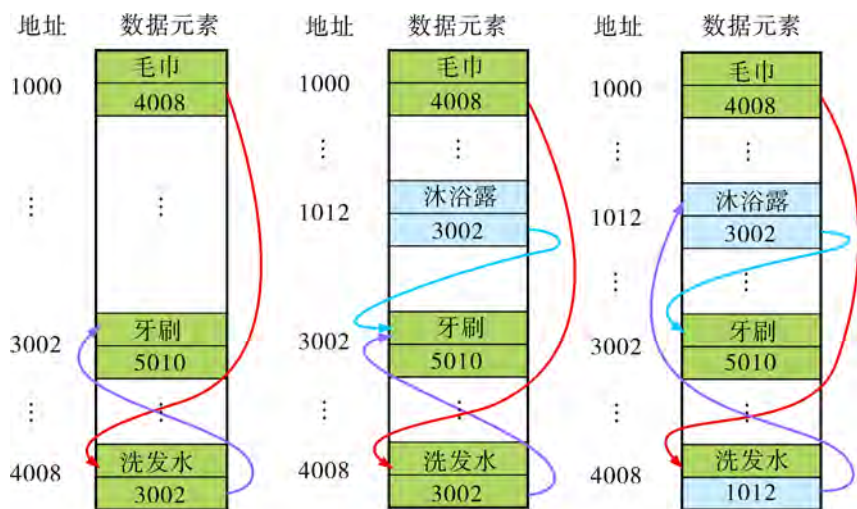 地址 数据元素
1000 毛巾
4008
⋮ ⋮
3002 牙刷
5010
⋮ ⋮
4008 洗发水
3002
地址 数据元素
1000 毛巾
4008
⋮ ⋮
1012 沐浴露
3002
3002 牙刷
5010
⋮ ⋮
4008 洗发水
3002
地址 数据元素
1000 毛巾
4008
⋮ ⋮
1012 沐浴露
3002
⋮ ⋮
3002 牙刷
5010
⋮ ⋮
4008 洗发水
1012